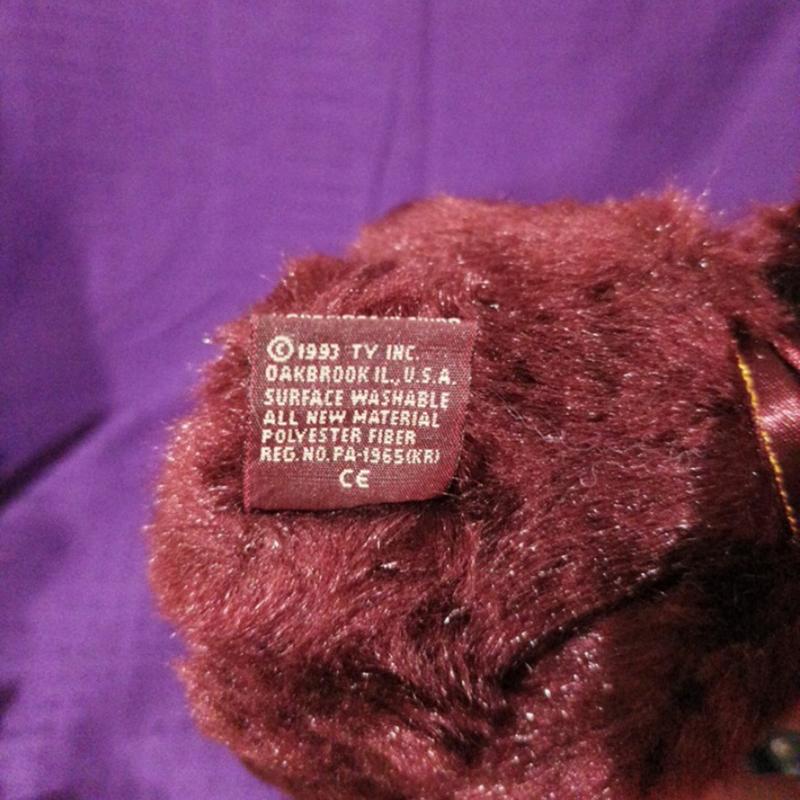 © 1993 TY INC.
OAKBROOK IL., U.S.A.
SURFACE WASHABLE
ALL NEW MATERIAL
POLYESTER FIBER
REG. NO. PA-1965(KR)
CE